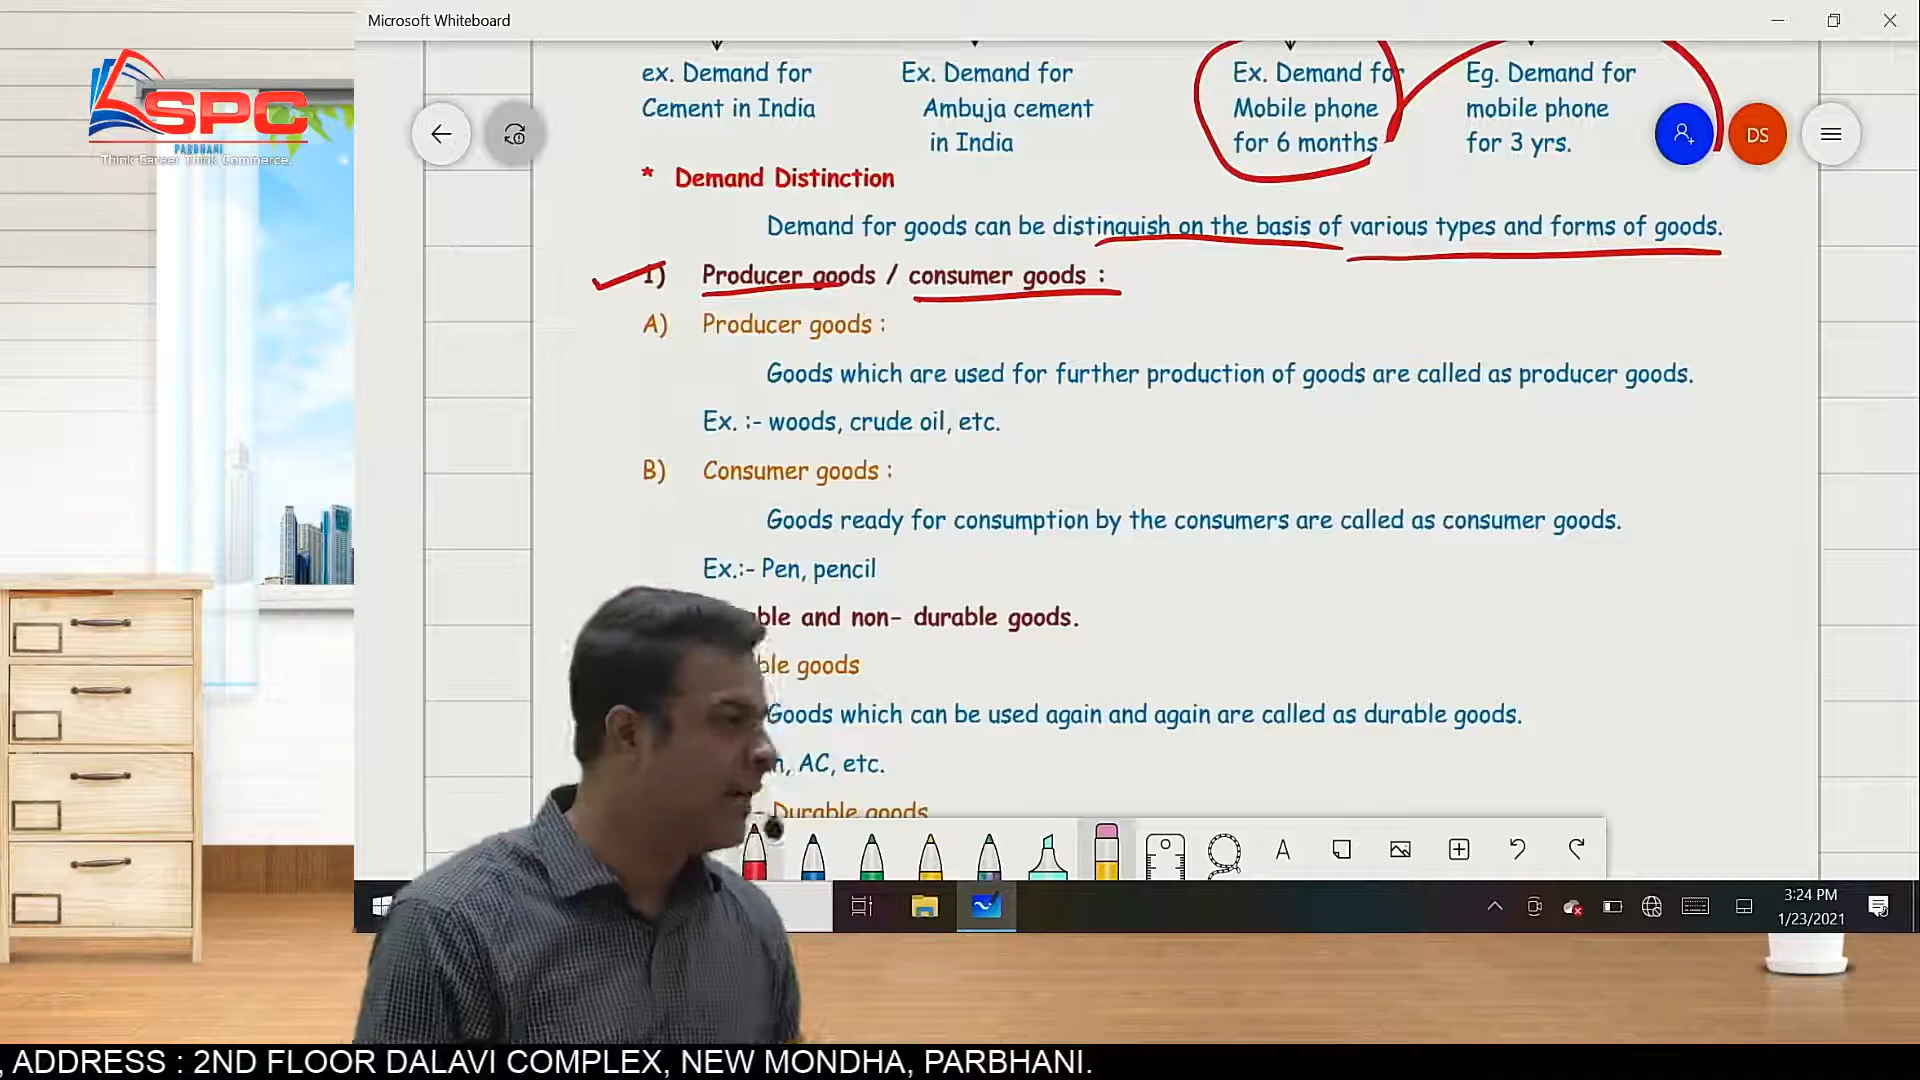 Microsoft Whiteboard
SPC
PARBHANI
Think Career Think Commerce.
ex. Demand for
Cement in India
Ex. Demand for
Ambuja cement
in India
Ex. Demand for
Mobile phone
for 6 months
Eg. Demand for
mobile phone
for 3 yrs.
DS
* Demand Distinction
Demand for goods can be distinguish on the basis of various types and forms of goods.
1) Producer goods / consumer goods :
A) Producer goods :
Goods which are used for further production of goods are called as producer goods.
Ex. :- woods, crude oil, etc.
B) Consumer goods :
Goods ready for consumption by the consumers are called as consumer goods.
Ex.:- Pen, pencil
and non- durable goods.
goods
Goods which can be used again and again are called as durable goods.
AC, etc.
Durable goods
3:24 PM
1/23/2021
, ADDRESS : 2ND FLOOR DALAVI COMPLEX, NEW MONDHA, PARBHANI.